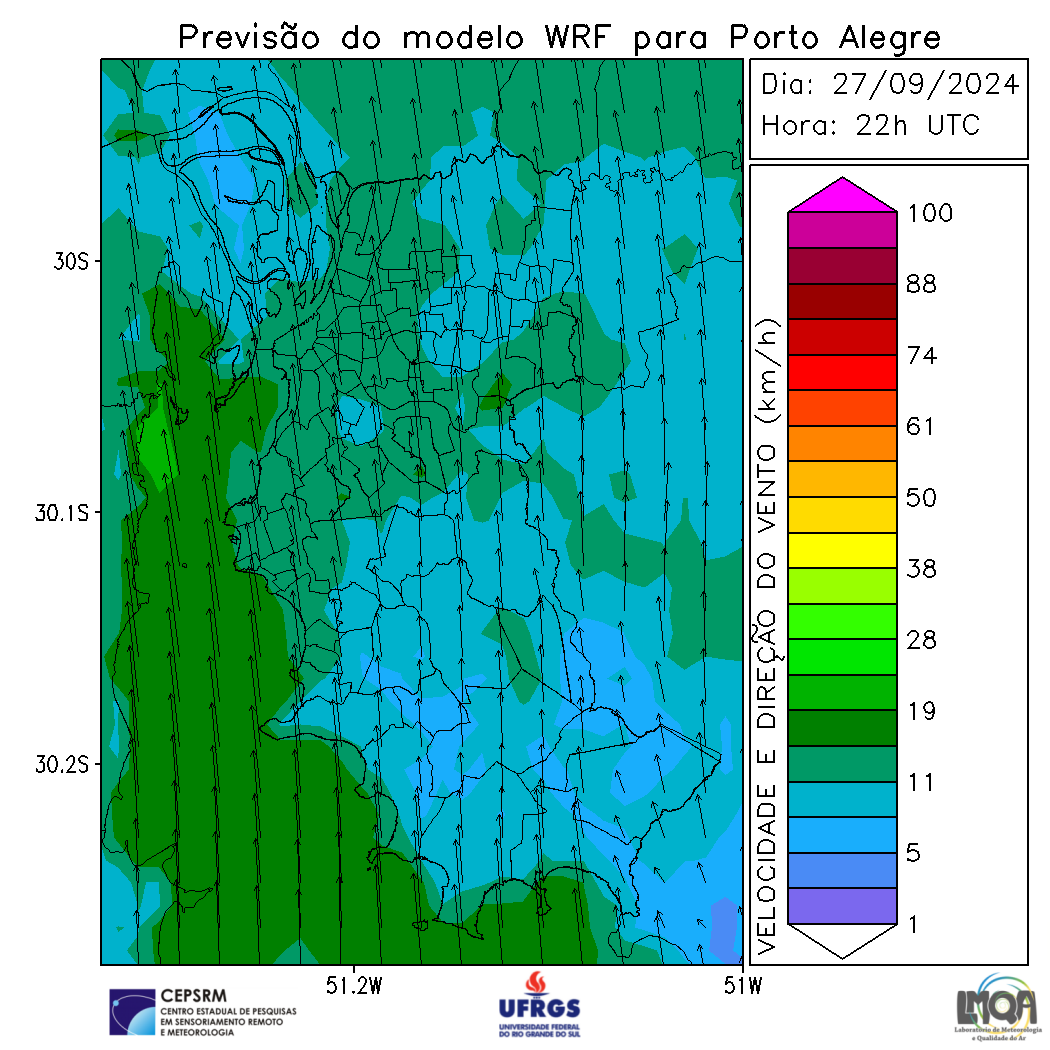 Previsão do modelo WRF para Porto Alegre
Dia: 27/09/2024
Hora: 22h UTC
30S
30.1S
30.2S
51.2W
51W
VELOCIDADE E DIREÇÃO DO VENTO (km/h)
100
88
74
61
50
38
28
19
11
5
1
CEPSRM
CENTRO ESTADUAL DE PESQUISAS
EM SENSORIAMENTO REMOTO
E METEOROLOGIA
UFRGS
UNIVERSIDADE FEDERAL
DO RIO GRANDE DO SUL
LMQA
Laboratório de Meteorologia
e Qualidade do Ar